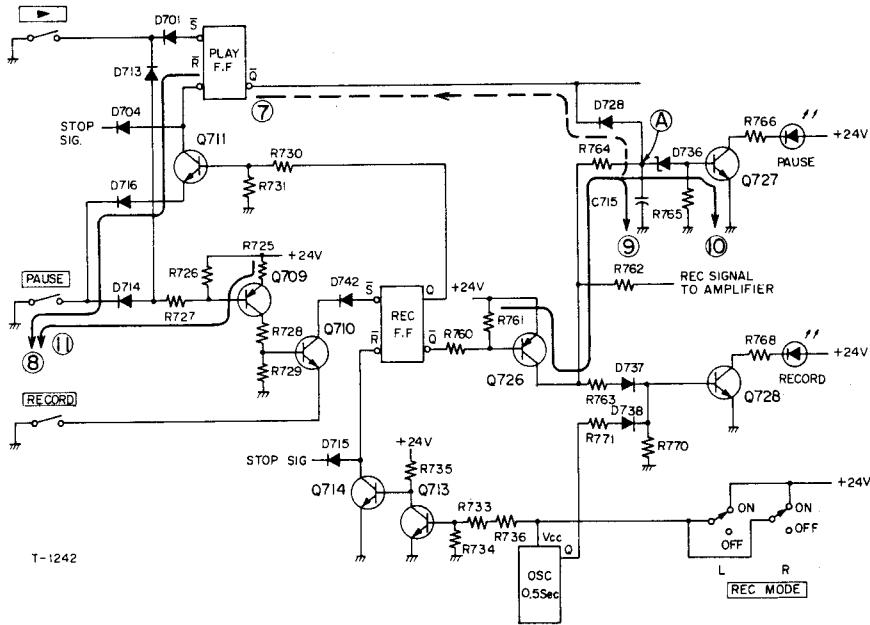 D701
S̅
PLAY
F.F
R̅
Q̅
D713
D704
STOP
SIG.
Q711
⑦
D728
Ⓐ
R764
D736
R766
+24V
PAUSE
Q727
R730
R731
D716
C715
R765
⑨
⑩
R725
+24V
R726
Q709
PAUSE
D714
R727
R728
R729
⑧
⑪
D742
S̅
Q
REC
F.F
R̅
Q̅
Q710
+24V
R760
R761
Q726
R762
REC SIGNAL
TO AMPLIFIER
R768
+24V
RECORD
Q728
D737
R763
D738
R771
R770
RECORD
D715
STOP SIG
+24V
R735
Q714
Q713
R733
R734
R736
Vcc
Q
OSC
0.5Sec
+24V
ON
OFF
ON
OFF
L
R
REC MODE
T-1242